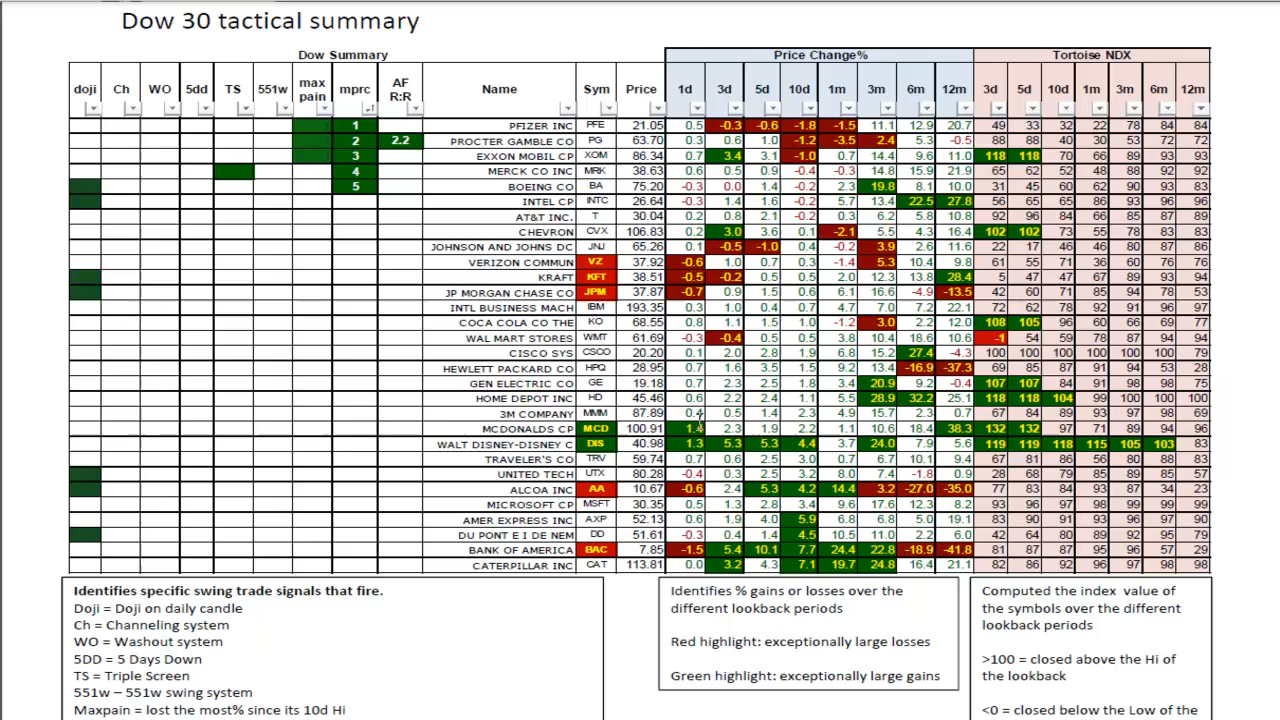 Dow 30 tactical summary
Dow Summary Price Change% Tortoise NDX
doji Ch WO 5dd TS 551w max pain mprc AF R:R Name Sym Price 1d 3d 5d 10d 1m 3m 6m 12m 3d 5d 10d 1m 3m 6m 12m
1 PFIZER INC PFE 21.05 0.5 -0.3 -0.6 -1.8 -1.5 11.1 12.9 20.7 49 33 32 22 78 84 84
2 2.2 PROCTER GAMBLE CO PG 63.70 0.3 0.6 1.0 -1.2 -3.5 2.4 5.3 -0.5 88 88 40 30 53 72 72
3 EXXON MOBIL CP XOM 86.34 0.7 3.4 3.1 -1.0 0.7 14.4 9.6 11.0 118 118 70 66 89 93 93
4 MERCK CO INC MRK 38.63 0.6 0.5 0.9 -0.4 -0.3 14.8 15.9 21.9 65 62 52 48 88 92 92
5 BOEING CO BA 75.20 -0.3 0.0 1.4 -0.2 2.3 19.8 8.1 10.0 31 45 60 62 90 93 83
INTEL CP INTC 26.64 -0.3 1.4 1.6 -0.2 5.7 13.4 22.5 27.8 56 65 65 86 93 96 96
AT&T INC. T 30.04 0.2 0.8 2.1 -0.2 0.3 6.2 5.8 10.8 92 96 84 66 85 87 89
CHEVRON CVX 106.83 0.2 3.0 3.6 0.1 -2.1 5.5 4.3 16.4 102 102 73 55 78 83 83
JOHNSON AND JOHNS DC JNJ 65.26 0.1 -0.5 -1.0 0.4 -0.2 3.9 2.6 11.6 22 17 46 46 80 87 86
VERIZON COMMUN VZ 37.92 -0.6 1.0 0.7 0.3 -1.4 5.3 10.4 9.8 61 55 71 36 60 76 76
KRAFT KFT 38.51 -0.5 -0.2 0.5 0.5 2.0 12.3 13.8 28.4 5 47 47 67 89 93 94
JP MORGAN CHASE CO JPM 37.87 -0.7 0.9 1.5 0.6 6.1 16.6 -4.9 -13.5 42 60 71 85 94 78 53
INTL BUSINESS MACH IBM 193.35 0.3 1.0 0.4 0.7 4.7 7.0 7.2 22.1 72 62 78 92 91 96 97
COCA COLA CO THE KO 68.55 0.8 1.1 1.5 1.0 -1.2 3.0 2.2 12.0 108 105 96 60 66 69 77
WAL MART STORES WMT 61.69 -0.3 -0.4 0.5 0.5 3.8 10.4 18.6 10.6 -1 54 59 78 87 94 94
CISCO SYS CSCO 20.20 0.1 2.0 2.8 1.9 6.8 15.2 27.4 -4.3 100 100 100 100 100 100 79
HEWLETT PACKARD CO HPQ 28.95 0.7 1.6 3.5 1.5 9.2 13.4 -16.9 -37.3 69 85 87 91 94 53 28
GEN ELECTRIC CO GE 19.18 0.7 2.3 2.5 1.8 3.4 20.9 9.2 -0.4 107 107 84 91 98 98 75
HOME DEPOT INC HD 45.46 0.6 2.2 2.4 1.1 5.5 28.9 32.2 25.1 118 118 104 99 100 100 100
3M COMPANY MMM 87.89 0.4 0.5 1.4 2.3 4.9 15.7 2.3 0.7 67 84 89 93 97 98 69
MCDONALDS CP MCD 100.91 1.4 2.3 1.9 2.2 1.1 10.6 18.4 38.3 132 132 97 71 89 94 96
WALT DISNEY-DISNEY C DIS 40.98 1.3 5.3 5.3 4.4 3.7 24.0 7.9 5.6 119 119 118 115 105 103 83
TRAVELER'S CO TRV 59.74 0.7 0.6 2.5 3.0 0.7 6.7 10.1 9.4 67 81 86 56 80 88 83
UNITED TECH UTX 80.28 -0.4 0.3 2.5 3.2 8.0 7.4 -1.8 0.9 28 68 79 85 89 85 57
ALCOA INC AA 10.67 -0.6 2.4 5.3 4.2 14.4 3.2 -27.0 -35.0 77 83 84 93 87 34 23
MICROSOFT CP MSFT 30.35 0.5 1.3 2.8 3.4 9.6 17.6 12.3 8.2 93 96 97 98 99 99 99
AMER EXPRESS INC AXP 52.13 0.6 1.9 4.0 5.9 6.8 6.8 5.0 19.1 83 90 91 93 96 97 90
DU PONT E I DE NEM DD 51.61 -0.3 0.4 1.4 4.5 10.5 11.0 2.2 6.0 42 64 80 89 92 95 79
BANK OF AMERICA BAC 7.85 -1.5 5.4 10.1 7.7 24.4 22.8 -18.9 -41.8 81 87 87 95 96 57 29
CATERPILLAR INC CAT 113.81 0.0 3.2 4.3 7.1 19.7 24.8 16.4 21.1 82 86 92 96 98 97 98
Identifies specific swing trade signals that fire.
Doji = Doji on daily candle
Ch = Channeling system
WO = Washout system
5DD = 5 Days Down
TS = Triple Screen
551w – 551w swing system
Maxpain = lost the most% since its 10d Hi
Identifies % gains or losses over the
different lookback periods
Red highlight: exceptionally large losses
Green highlight: exceptionally large gains
Computed the index value of
the symbols over the different
lookback periods
>100 = closed above the Hi of
the lookback
<0 = closed below the Low of the